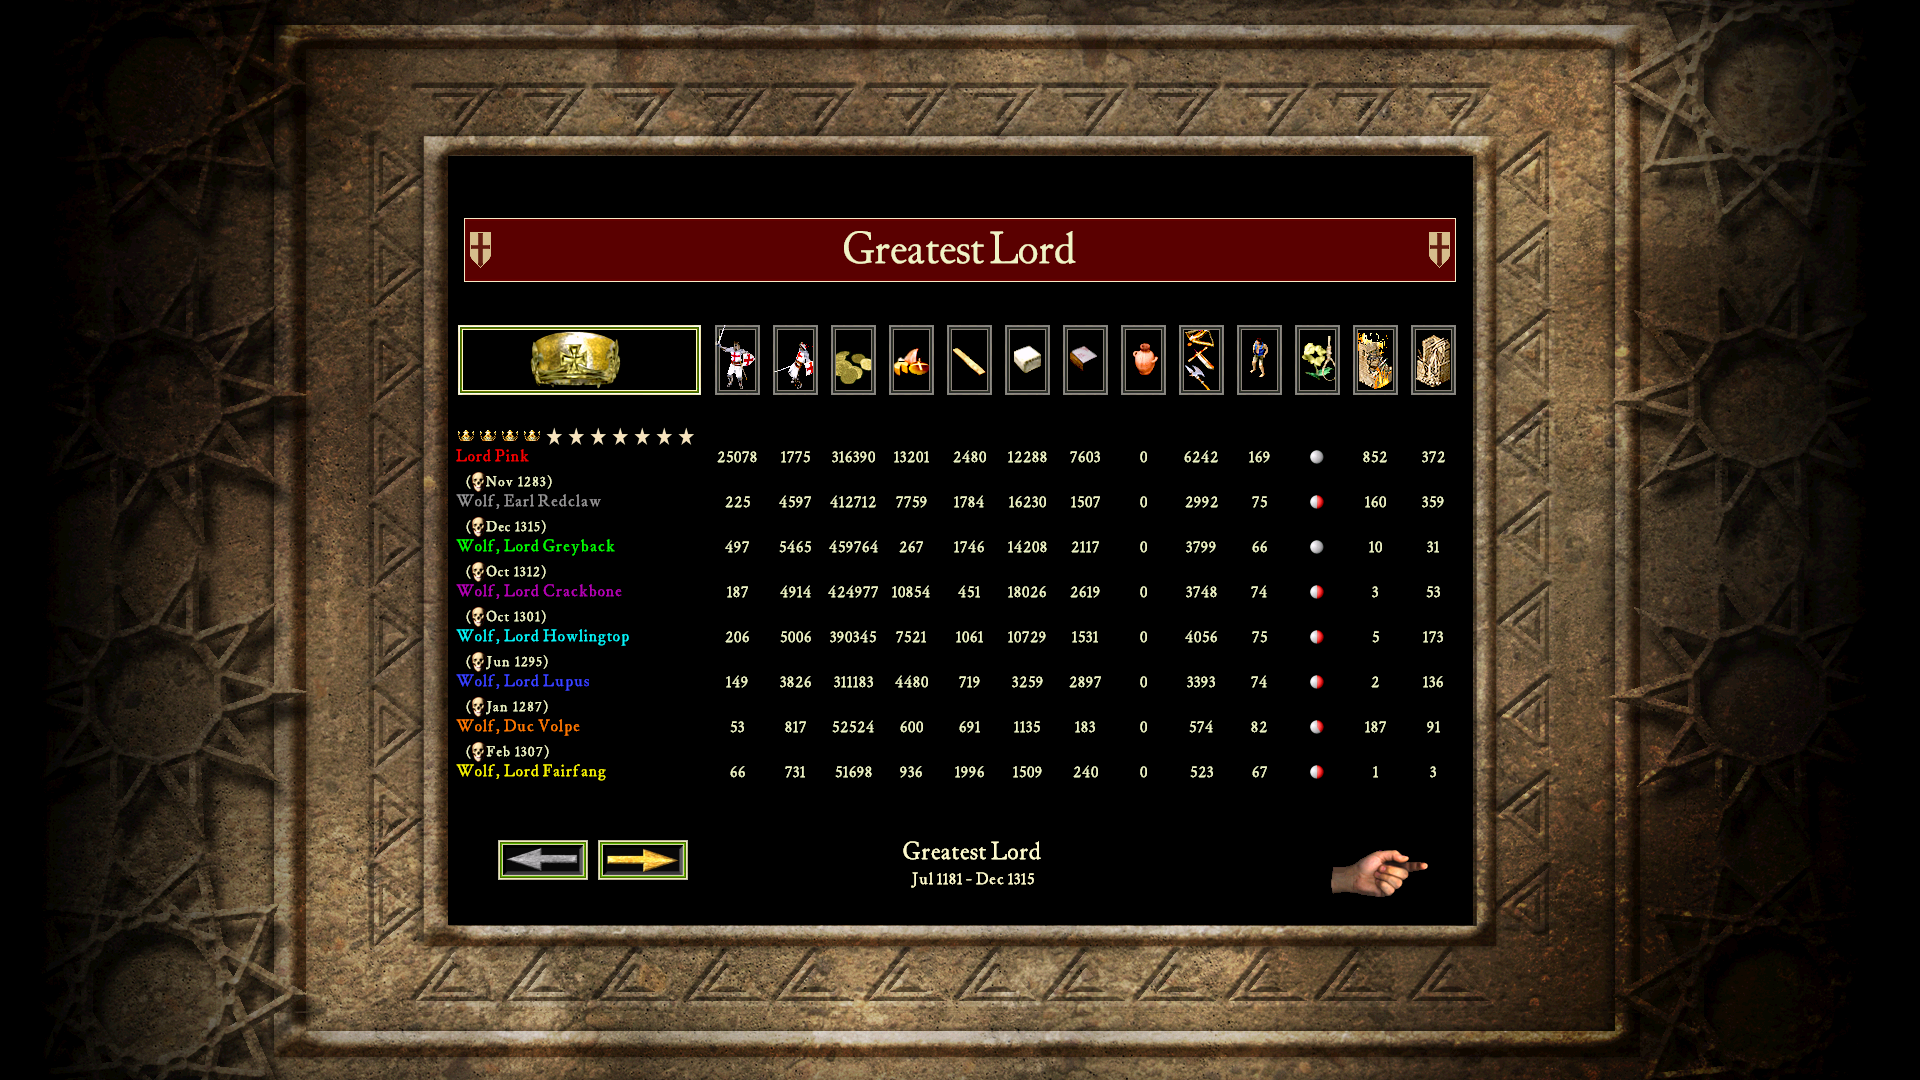 Greatest Lord
Lord Pink 25078 1775 316390 13201 2480 12288 7603 0 6242 169 852 372
(Nov 1283)
Wolf, Earl Redclaw 225 4597 412712 7759 1784 16230 1507 0 2992 75 160 359
(Dec 1315)
Wolf, Lord Greyback 497 5465 459764 267 1746 14208 2117 0 3799 66 10 31
(Oct 1312)
Wolf, Lord Crackbone 187 4914 424977 10854 451 18026 2619 0 3748 74 3 53
(Oct 1301)
Wolf, Lord Howlingtop 206 5006 390345 7521 1061 10729 1531 0 4056 75 5 173
(Jun 1295)
Wolf, Lord Lupus 149 3826 311183 4480 719 3259 2897 0 3393 74 2 136
(Jan 1287)
Wolf, Duc Volpe 53 817 52524 600 691 1135 183 0 574 82 187 91
(Feb 1307)
Wolf, Lord Fairfang 66 731 51698 936 1996 1509 240 0 523 67 1 3
Greatest Lord
Jul 1181 - Dec 1315